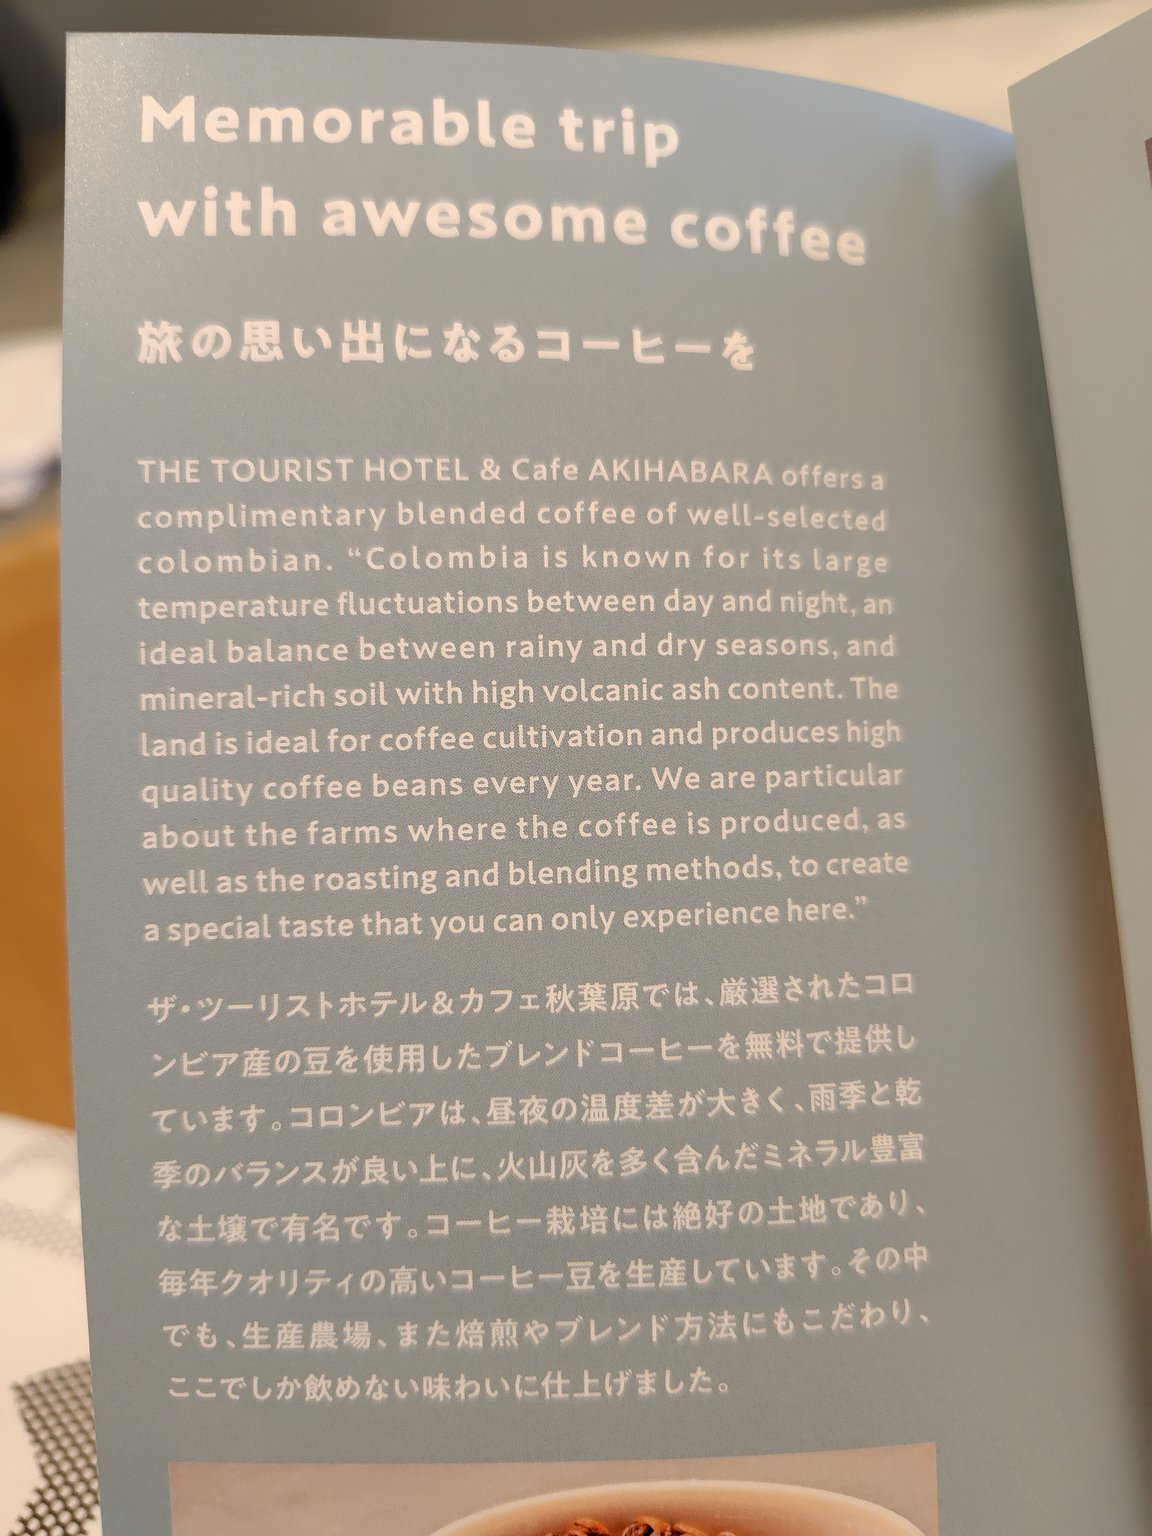 Memorable trip
with awesome coffee
旅の思い出になるコーヒーを
THE TOURIST HOTEL & Cafe AKIHABARA offers a
complimentary blended coffee of well-selected
colombian. “Colombia is known for its large
temperature fluctuations between day and night, an
ideal balance between rainy and dry seasons, and
mineral-rich soil with high volcanic ash content. The
land is ideal for coffee cultivation and produces high
quality coffee beans every year. We are particular
about the farms where the coffee is produced, as
well as the roasting and blending methods, to create
a special taste that you can only experience here.”
ザ・ツーリストホテル&カフェ秋葉原では、厳選されたコロ
ンビア産の豆を使用したブレンドコーヒーを無料で提供し
ています。コロンビアは、昼夜の温度差が大きく、雨季と乾
季のバランスが良い上に、火山灰を多く含んだミネラル豊富
な土壌で有名です。コーヒー栽培には絶好の土地であり、
毎年クオリティの高いコーヒー豆を生産しています。その中
でも、生産農場、また焙煎やブレンド方法にもこだわり、
ここでしか飲めない味わいに仕上げました。